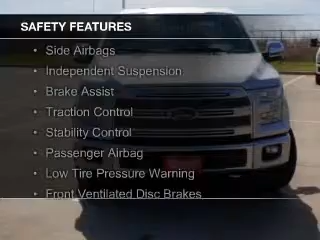 SAFETY FEATURES
• Side Airbags
• Independent Suspension
• Brake Assist
• Traction Control
• Stability Control
• Passenger Airbag
• Low Tire Pressure Warning
• Front Ventilated Disc Brakes